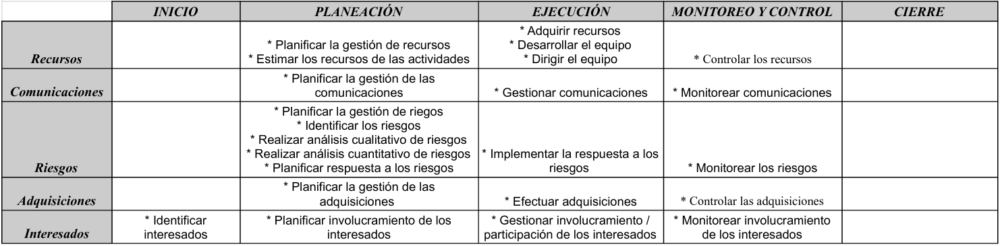 INICIO PLANEACIÓN EJECUCIÓN MONITOREO Y CONTROL CIERRE
Recursos
* Planificar la gestión de recursos
* Estimar los recursos de las actividades
* Adquirir recursos
* Desarrollar el equipo
* Dirigir el equipo
* Controlar los recursos
Comunicaciones
* Planificar la gestión de las
comunicaciones
* Gestionar comunicaciones
* Monitorear comunicaciones
Riesgos
* Planificar la gestión de riegos
* Identificar los riesgos
* Realizar análisis cualitativo de riesgos
* Realizar análisis cuantitativo de riesgos
* Planificar respuesta a los riesgos
* Implementar la respuesta a los
riesgos
* Monitorear los riesgos
Adquisiciones
* Planificar la gestión de las
adquisiciones
* Efectuar adquisiciones
* Controlar las adquisiciones
Interesados
* Identificar
interesados
* Planificar involucramiento de los
interesados
* Gestionar involucramiento /
participación de los interesados
* Monitorear involucramiento
de los interesados